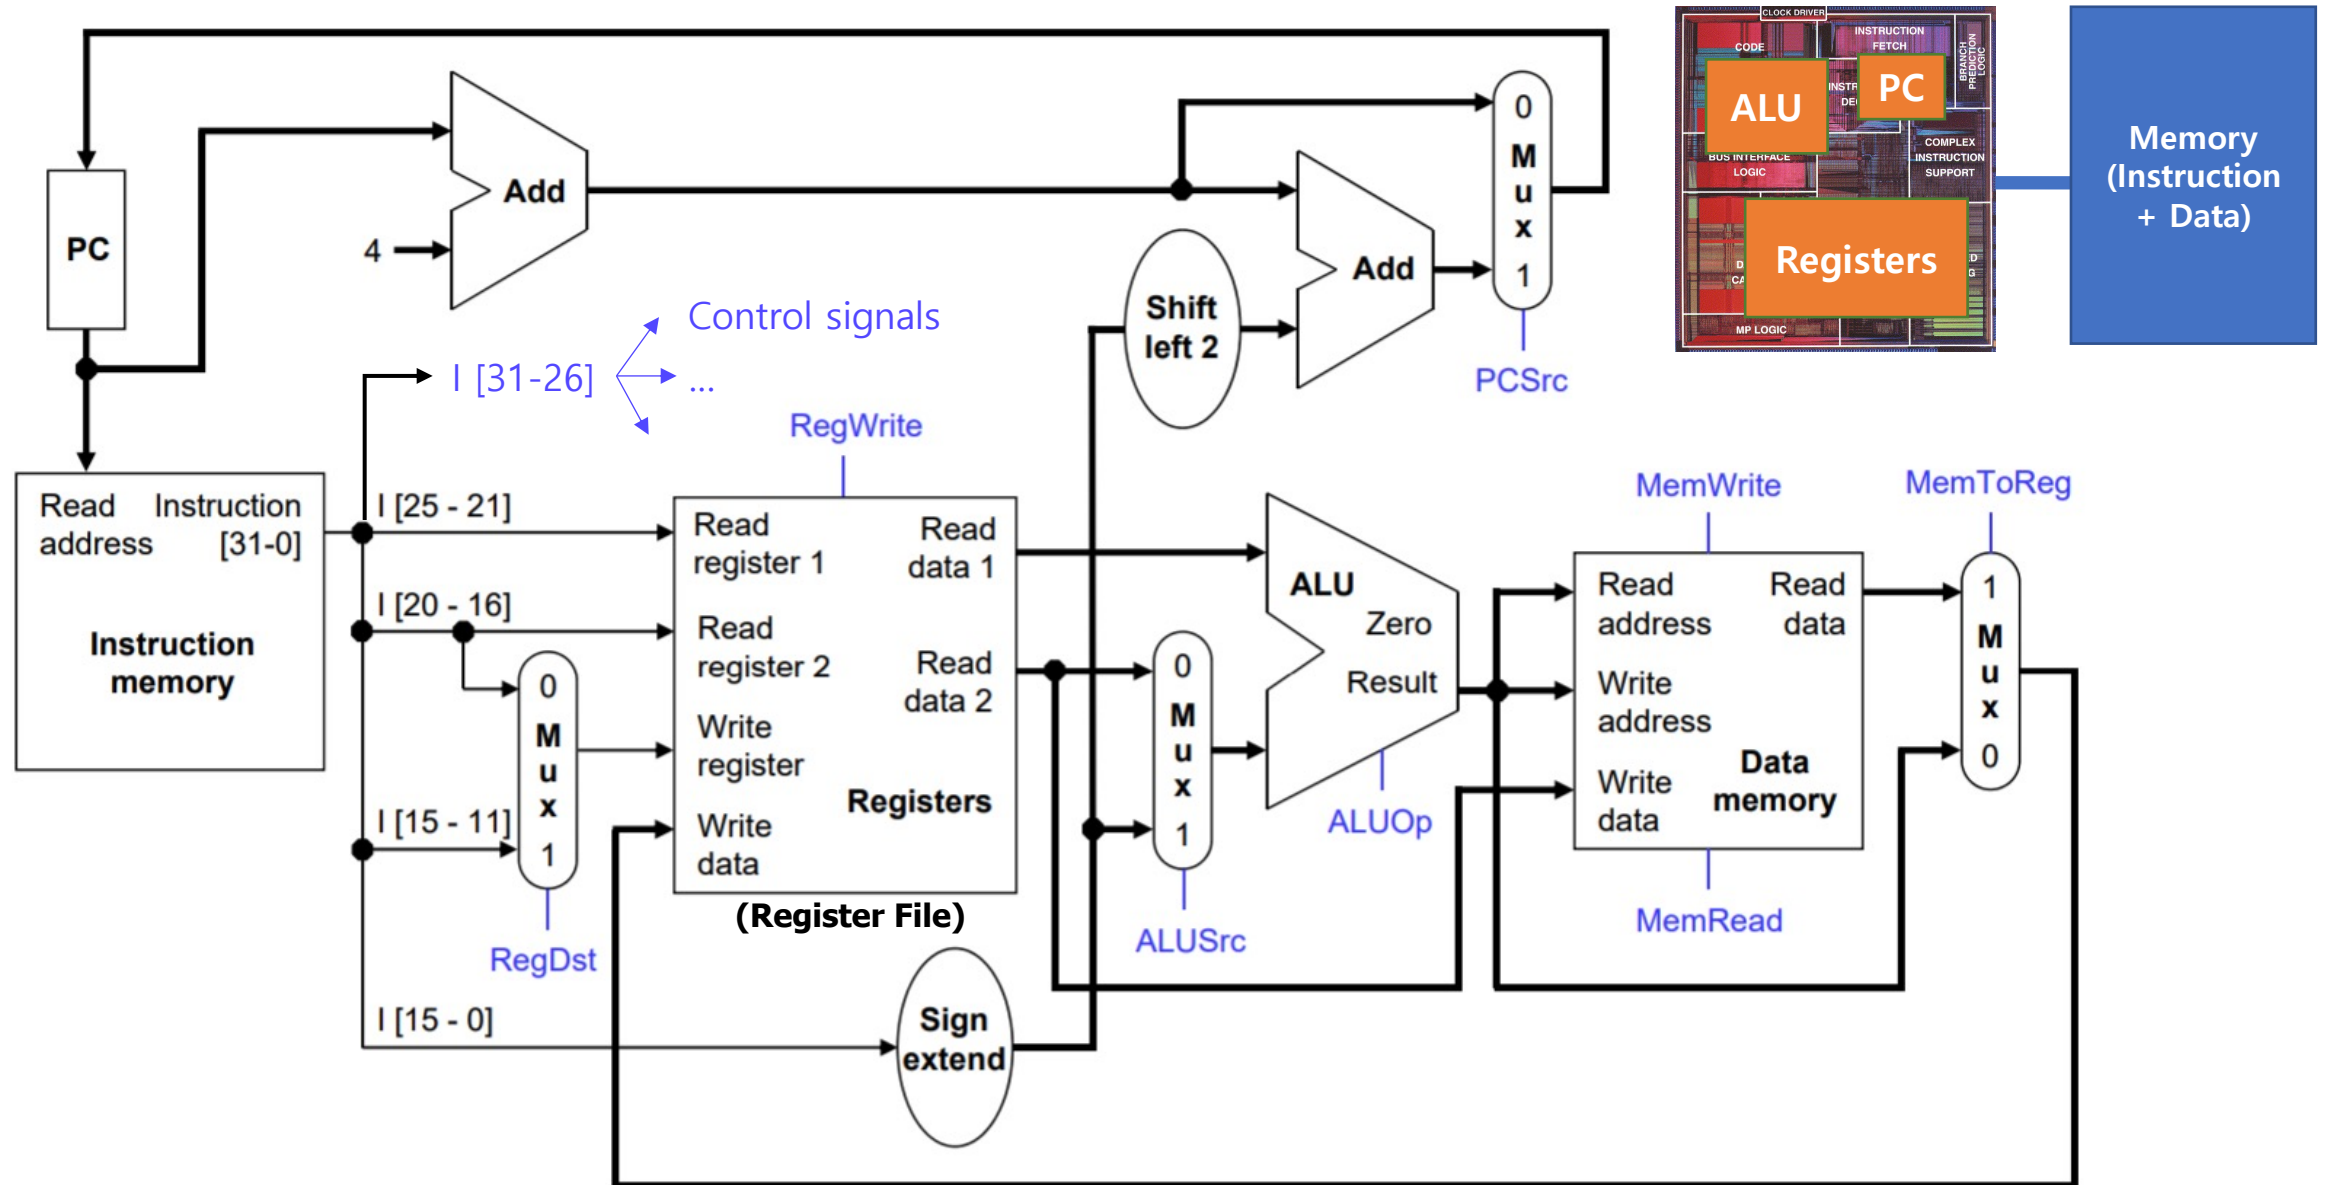 CLOCK DRIVER
CODE
INSTRUCTION
FETCH
BRANCH
PREDICTION
LOGIC
ALU
PC
BUS INTERFACE
LOGIC
COMPLEX
INSTRUCTION
SUPPORT
Registers
MP LOGIC
Memory
(Instruction
+ Data)
PC
4
Add
Shift
left 2
Add
0
M
u
x
1
PCSrc
Control signals
I [31-26]
...
RegWrite
Read address
Instruction [31-0]
Instruction
memory
I [25 - 21]
I [20 - 16]
I [15 - 11]
I [15 - 0]
0
M
u
x
1
RegDst
Read
register 1
Read
register 2
Write
register
Write
data
Read
data 1
Read
data 2
Registers
(Register File)
Sign
extend
0
M
u
x
1
ALUSrc
ALU
Zero
Result
ALUOp
MemWrite
Read
address
Write
address
Write
data
Read
data
Data
memory
MemRead
MemToReg
1
M
u
x
0